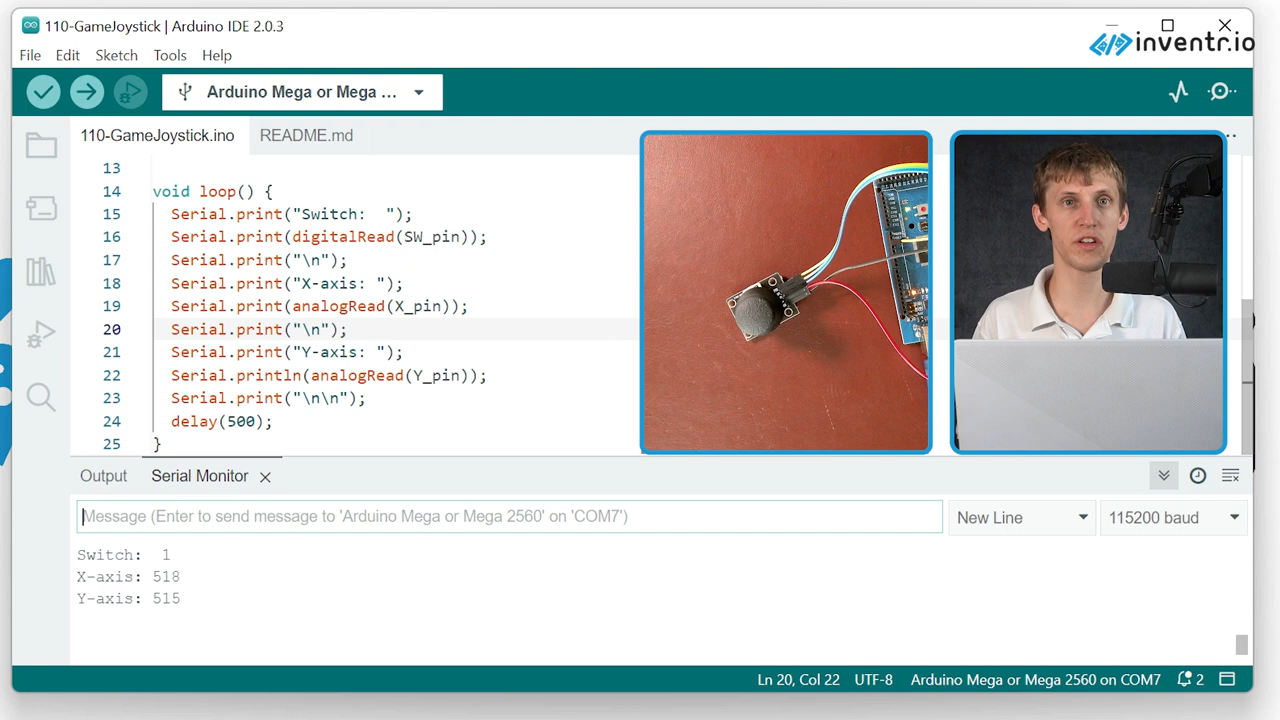 110-GameJoystick | Arduino IDE 2.0.3
inventr.io
File Edit Sketch Tools Help
Arduino Mega or Mega ...
110-GameJoystick.ino README.md
13
14 void loop() {
15 Serial.print("Switch:  ");
16 Serial.print(digitalRead(SW_pin));
17 Serial.print("\n");
18 Serial.print("X-axis: ");
19 Serial.print(analogRead(X_pin));
20 Serial.print("\n");
21 Serial.print("Y-axis: ");
22 Serial.println(analogRead(Y_pin));
23 Serial.print("\n\n");
24 delay(500);
25 }
Output Serial Monitor
Message (Enter to send message to 'Arduino Mega or Mega 2560' on 'COM7')
New Line 115200 baud
Switch:  1
X-axis: 518
Y-axis: 515
Ln 20, Col 22 UTF-8 Arduino Mega or Mega 2560 on COM7 2